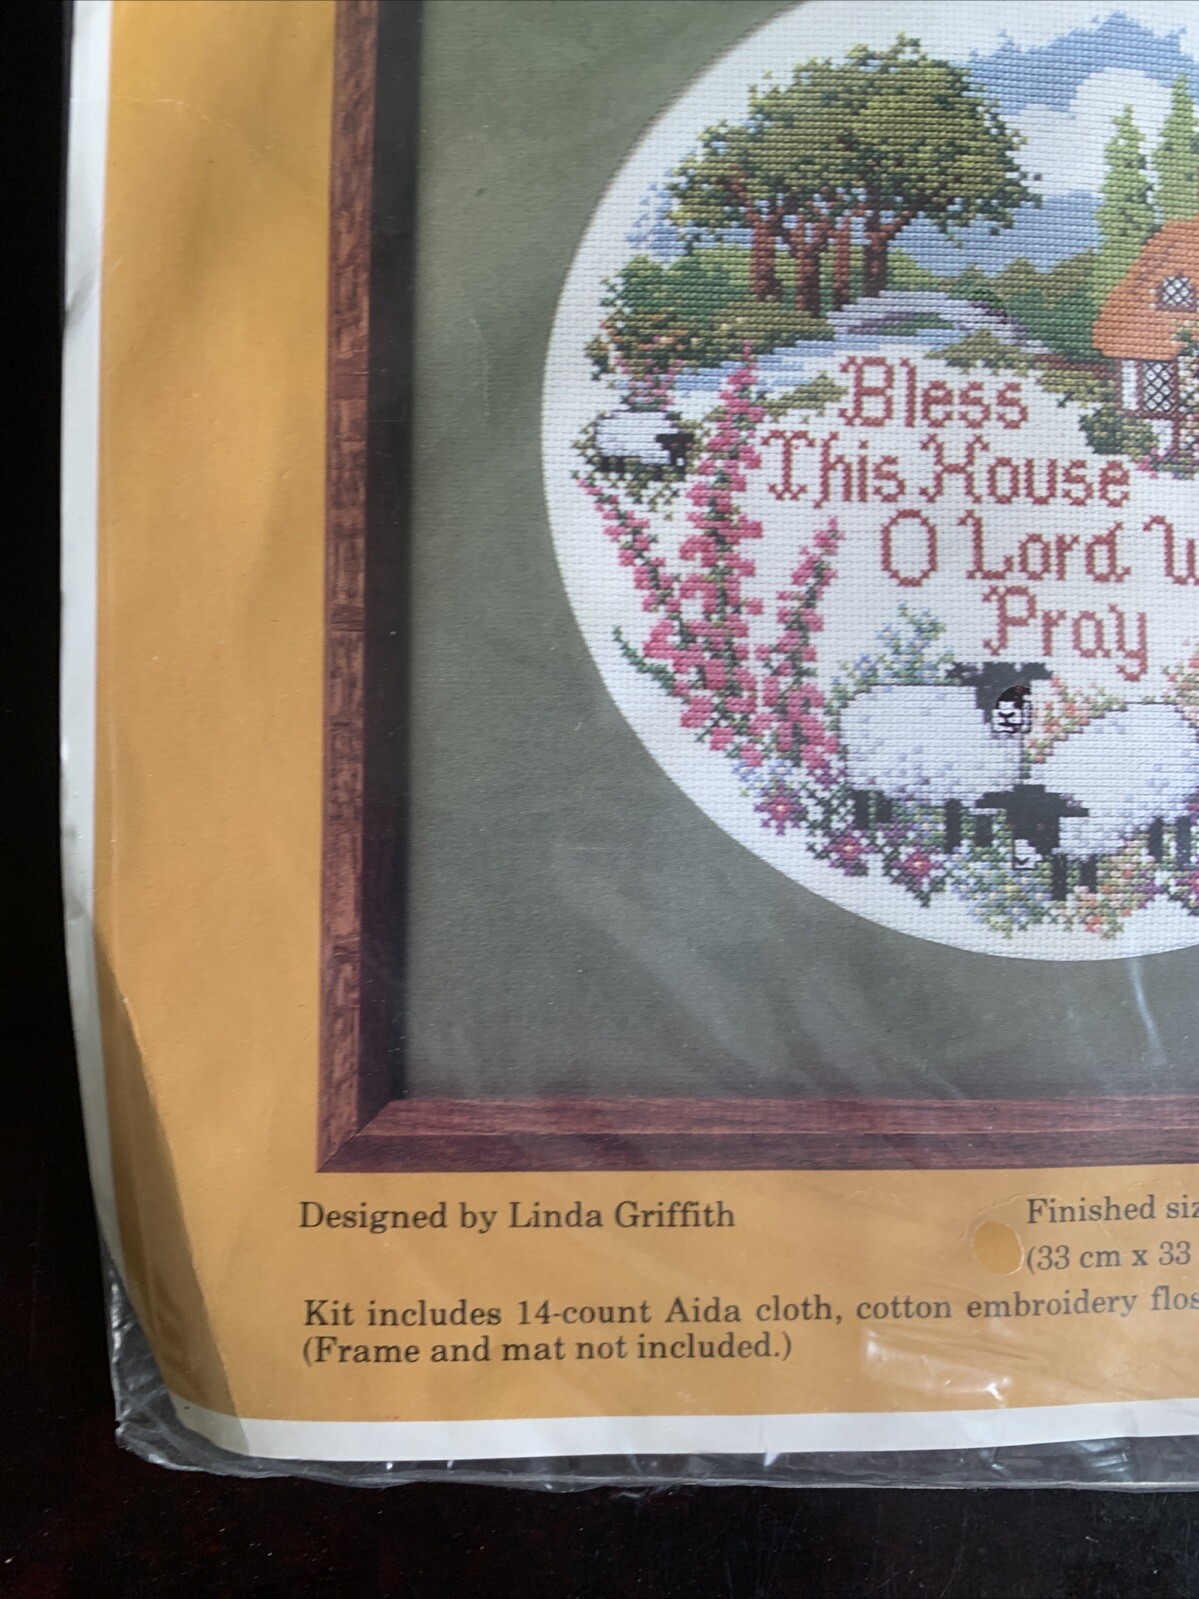 Bless
This House
O Lord
Pray
Designed by Linda Griffith
Finished
(33 cm x 33
Kit includes 14-count Aida cloth, cotton embroidery
(Frame and mat not included.)